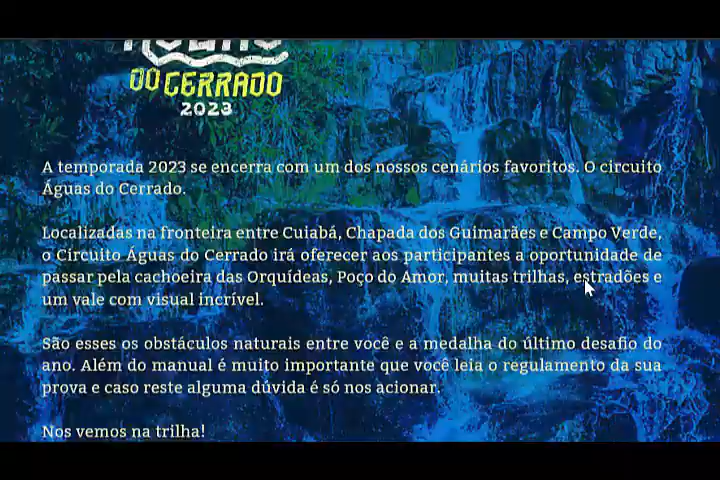 DO CERRADO
2023
A temporada 2023 se encerra com um dos nossos cenários favoritos. O circuito
Águas do Cerrado.
Localizadas na fronteira entre Cuiabá, Chapada dos Guimarães e Campo Verde,
o Circuito Águas do Cerrado irá oferecer aos participantes a oportunidade de
passar pela cachoeira das Orquídeas, Poço do Amor, muitas trilhas, estradões e
um vale com visual incrível.
São esses os obstáculos naturais entre você e a medalha do último desafio do
ano. Além do manual é muito importante que você leia o regulamento da sua
prova e caso reste alguma dúvida é só nos acionar.
Nos vemos na trilha!